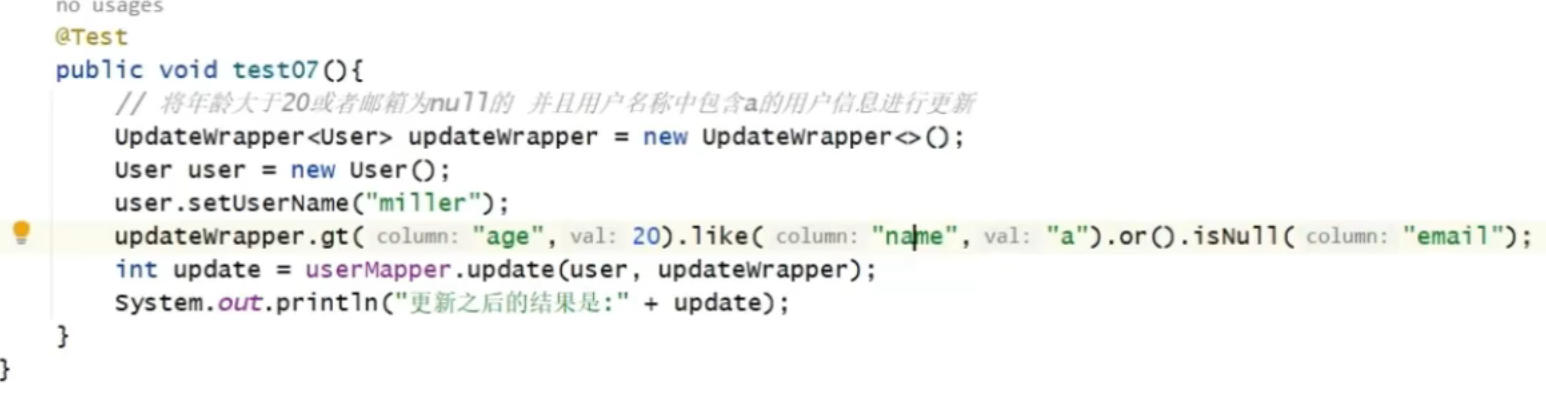 no usages
@Test
public void test07(){
// 将年龄大于20或者邮箱为null的 并且用户名称中包含a的用户信息进行更新
UpdateWrapper<User> updateWrapper = new UpdateWrapper<>();
User user = new User();
user.setUserName("miller");
updateWrapper.gt( column: "age", val: 20).like( column: "name", val: "a").or().isNull( column: "email");
int update = userMapper.update(user, updateWrapper);
System.out.println("更新之后的结果是:" + update);
}
}